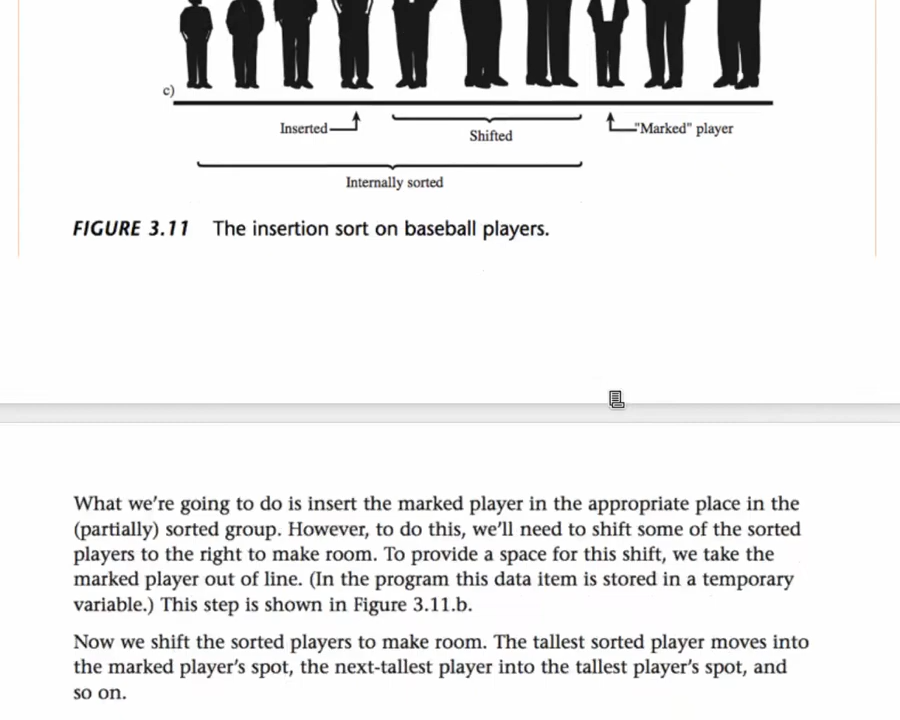 c)
Inserted
Shifted
"Marked" player
Internally sorted
FIGURE 3.11 The insertion sort on baseball players.
What we're going to do is insert the marked player in the appropriate place in the
(partially) sorted group. However, to do this, we'll need to shift some of the sorted
players to the right to make room. To provide a space for this shift, we take the
marked player out of line. (In the program this data item is stored in a temporary
variable.) This step is shown in Figure 3.11.b.
Now we shift the sorted players to make room. The tallest sorted player moves into
the marked player's spot, the next-tallest player into the tallest player's spot, and
so on.